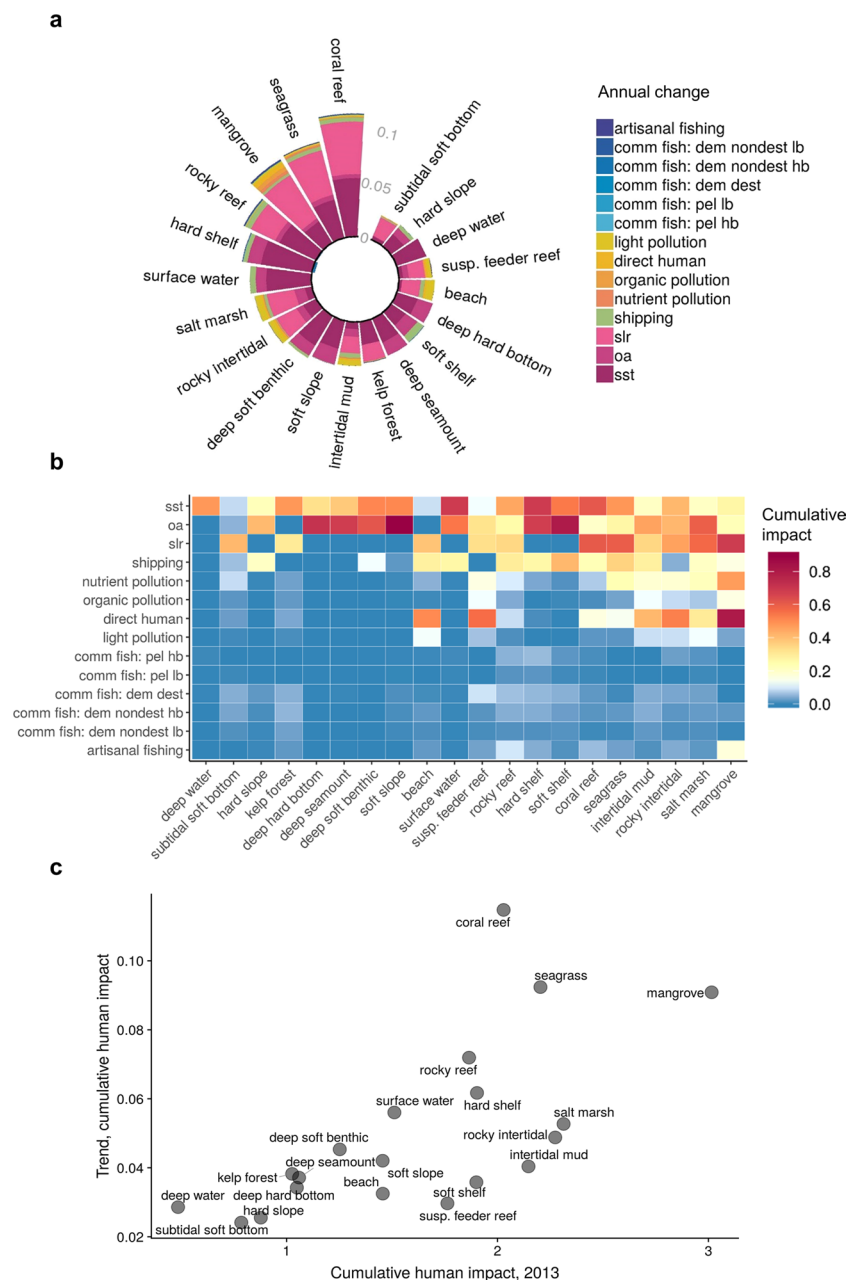 a
coral reef
seagrass
mangrove
rocky reef
hard shelf
surface water
salt marsh
rocky intertidal
deep soft benthic
soft slope
intertidal mud
kelp forest
deep seamount
soft shelf
deep hard bottom
beach
susp. feeder reef
deep water
hard slope
subtidal soft bottom
0.1
0.05
0
Annual change
artisanal fishing
comm fish: dem nondest lb
comm fish: dem nondest hb
comm fish: dem dest
comm fish: pel lb
comm fish: pel hb
light pollution
direct human
organic pollution
nutrient pollution
shipping
slr
oa
sst
b
sst
oa
slr
shipping
nutrient pollution
organic pollution
direct human
light pollution
comm fish: pel hb
comm fish: pel lb
comm fish: dem dest
comm fish: dem nondest hb
comm fish: dem nondest lb
artisanal fishing
deep water
subtidal soft bottom
hard slope
kelp forest
deep hard bottom
deep seamount
deep soft benthic
soft slope
beach
surface water
susp. feeder reef
rocky reef
hard shelf
soft shelf
coral reef
seagrass
intertidal mud
rocky intertidal
salt marsh
mangrove
Cumulative
impact
0.8
0.6
0.4
0.2
0.0
c
Trend, cumulative human impact
0.10
0.08
0.06
0.04
0.02
coral reef
seagrass
mangrove
rocky reef
hard shelf
surface water
salt marsh
rocky intertidal
deep soft benthic
intertidal mud
deep seamount
soft slope
kelp forest
beach
deep water
deep hard bottom
soft shelf
hard slope
susp. feeder reef
subtidal soft bottom
1
2
3
Cumulative human impact, 2013